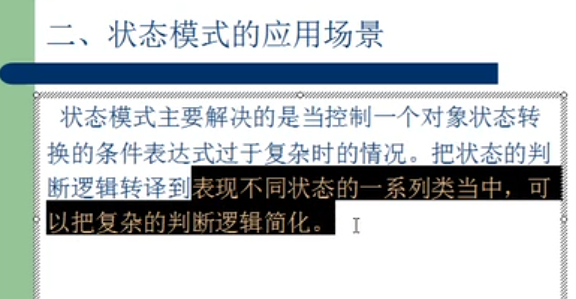 二、状态模式的应用场景
状态模式主要解决的是当控制一个对象状态转
换的条件表达式过于复杂时的情况。把状态的判
断逻辑转译到表现不同状态的一系列类当中，可
以把复杂的判断逻辑简化。